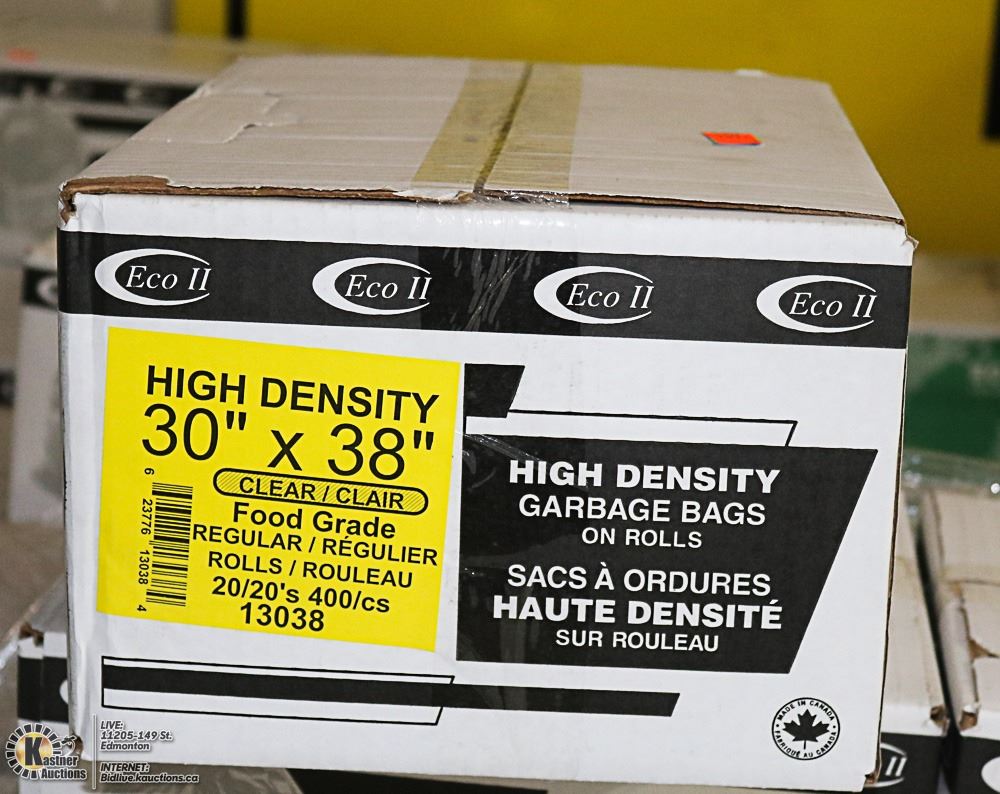 Eco II Eco II Eco II Eco II
HIGH DENSITY
30" x 38"
CLEAR / CLAIR
Food Grade
REGULAR / RÉGULIER
ROLLS / ROULEAU
20/20's 400/cs
13038
6 23776 13038 4
HIGH DENSITY
GARBAGE BAGS
ON ROLLS
SACS À ORDURES
HAUTE DENSITÉ
SUR ROULEAU
MADE IN CANADA
FABRIQUÉ AU CANADA
II
Kastner
Auctions
LIVE:
11205-149 St.
Edmonton
INTERNET:
Bidlive.kauctions.ca